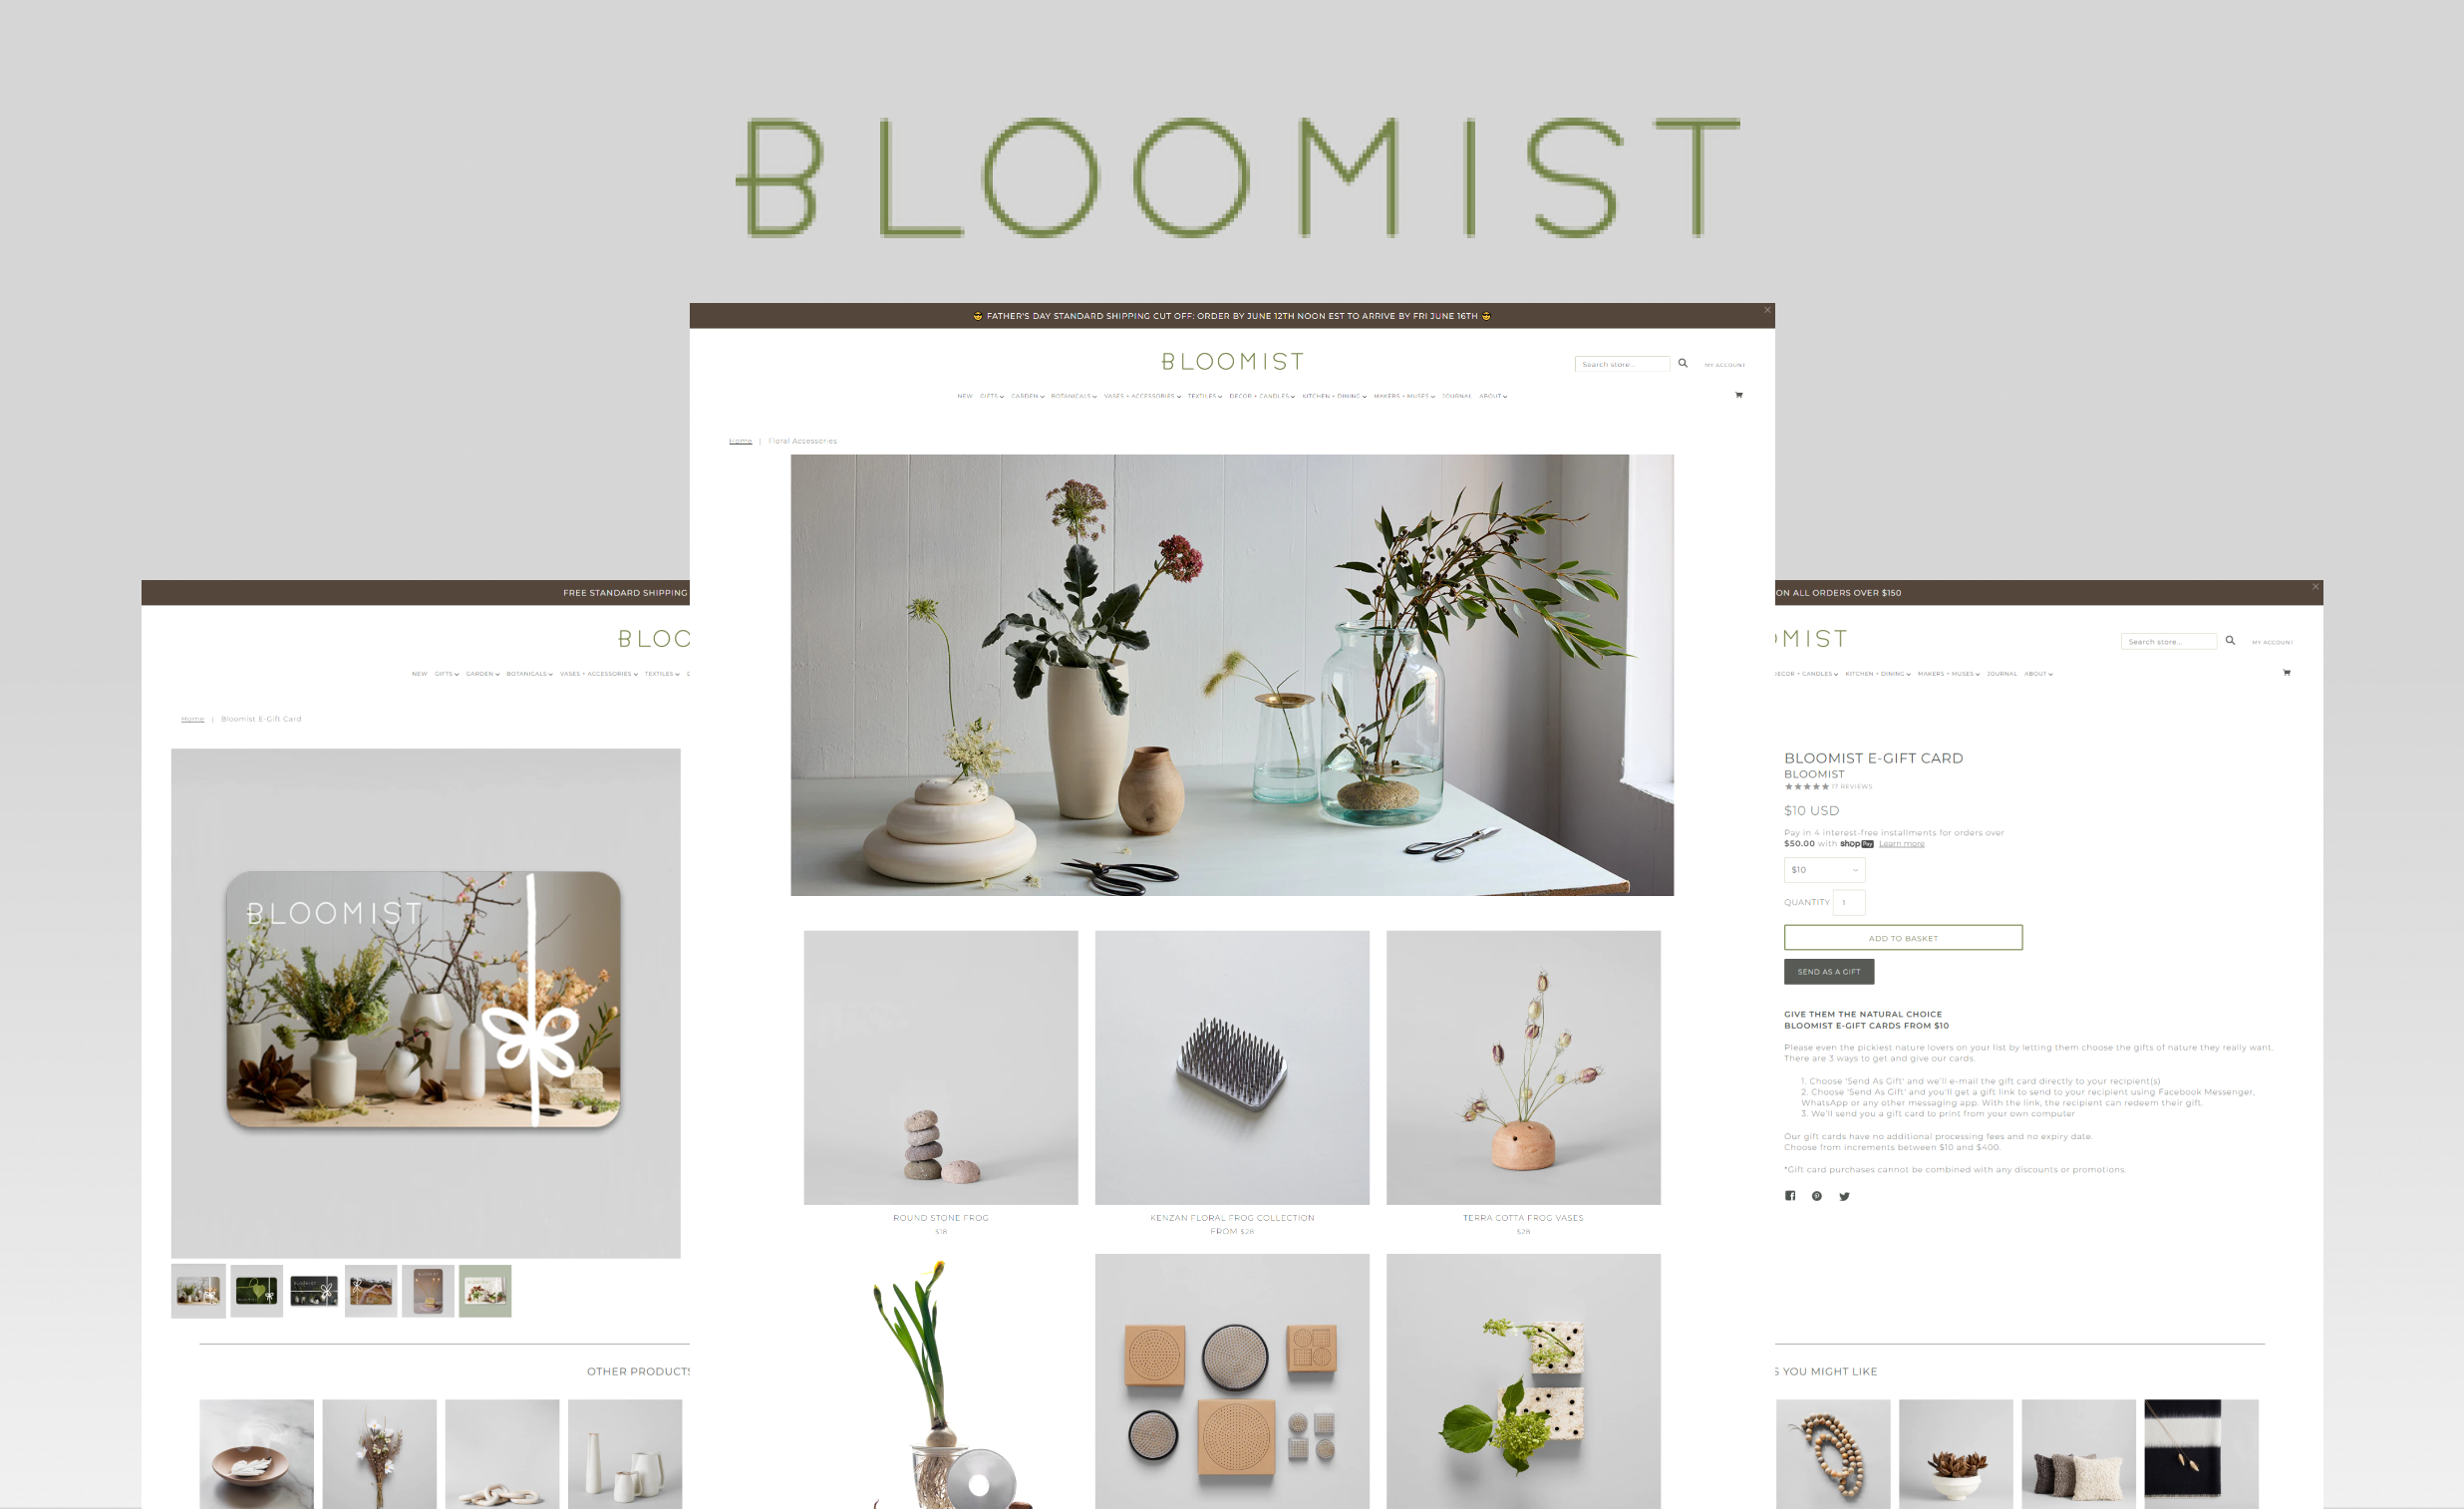 BLOOMIST
😎 FATHER'S DAY STANDARD SHIPPING CUT OFF: ORDER BY JUNE 12TH NOON EST TO ARRIVE BY FRI JUNE 16TH 😎
BLOOMIST
Search store...
MY ACCOUNT
NEW GIFTS GARDEN BOTANICALS VASES + ACCESSORIES TEXTILES DECOR + CANDLES KITCHEN + DINING MAKERS + MUSES JOURNAL ABOUT
Home | Floral Accessories
ROUND STONE FROG
$18
KENZAN FLORAL FROG COLLECTION
FROM $28
TERRA COTTA FROG VASES
$28
FREE STANDARD SHIPPING
BLOO
NEW GIFTS GARDEN BOTANICALS VASES + ACCESSORIES TEXTILES
Home | Bloomist E-Gift Card
BLOOMIST
OTHER PRODUCTS
ON ALL ORDERS OVER $150
OMIST
Search store...
MY ACCOUNT
DECOR + CANDLES KITCHEN + DINING MAKERS + MUSES JOURNAL ABOUT
BLOOMIST E-GIFT CARD
BLOOMIST
★★★★★ 17 REVIEWS
$10 USD
Pay in 4 interest-free installments for orders over
$50.00 with shop Pay Learn more
$10
QUANTITY 1
ADD TO BASKET
SEND AS A GIFT
GIVE THEM THE NATURAL CHOICE
BLOOMIST E-GIFT CARDS FROM $10
Please even the pickiest nature lovers on your list by letting them choose the gifts of nature they really want.
There are 3 ways to get and give our cards.
1. Choose 'Send As Gift' and we'll e-mail the gift card directly to your recipient(s)
2. Choose 'Send As Gift' and you'll get a gift link to send to your recipient using Facebook Messenger,
WhatsApp or any other messaging app. With the link, the recipient can redeem their gift.
3. We'll send you a gift card to print from your own computer
Our gift cards have no additional processing fees and no expiry date.
Choose from increments between $10 and $400.
*Gift card purchases cannot be combined with any discounts or promotions.
S YOU MIGHT LIKE